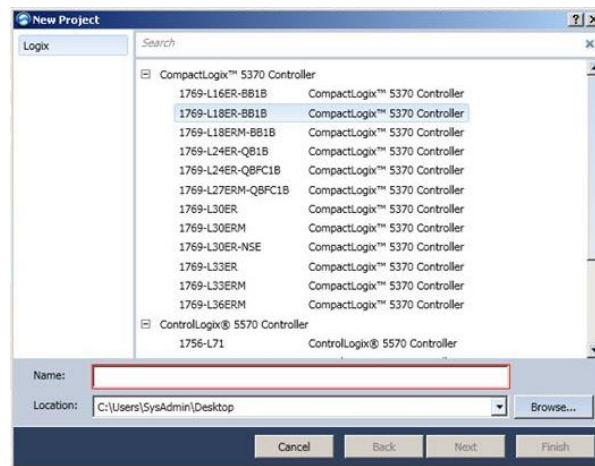 New Project
Logix
Search
CompactLogix™ 5370 Controller
1769-L16ER-BB1B CompactLogix™ 5370 Controller
1769-L18ER-BB1B CompactLogix™ 5370 Controller
1769-L18ERM-BB1B CompactLogix™ 5370 Controller
1769-L24ER-QB1B CompactLogix™ 5370 Controller
1769-L24ER-QBFC1B CompactLogix™ 5370 Controller
1769-L27ERM-QBFC1B CompactLogix™ 5370 Controller
1769-L30ER CompactLogix™ 5370 Controller
1769-L30ERM CompactLogix™ 5370 Controller
1769-L30ER-NSE CompactLogix™ 5370 Controller
1769-L33ER CompactLogix™ 5370 Controller
1769-L33ERM CompactLogix™ 5370 Controller
1769-L36ERM CompactLogix™ 5370 Controller
ControlLogix® 5570 Controller
1756-L71 ControlLogix® 5570 Controller
Name:
Location: C:\Users\SysAdmin\Desktop Browse...
Cancel Back Next Finish